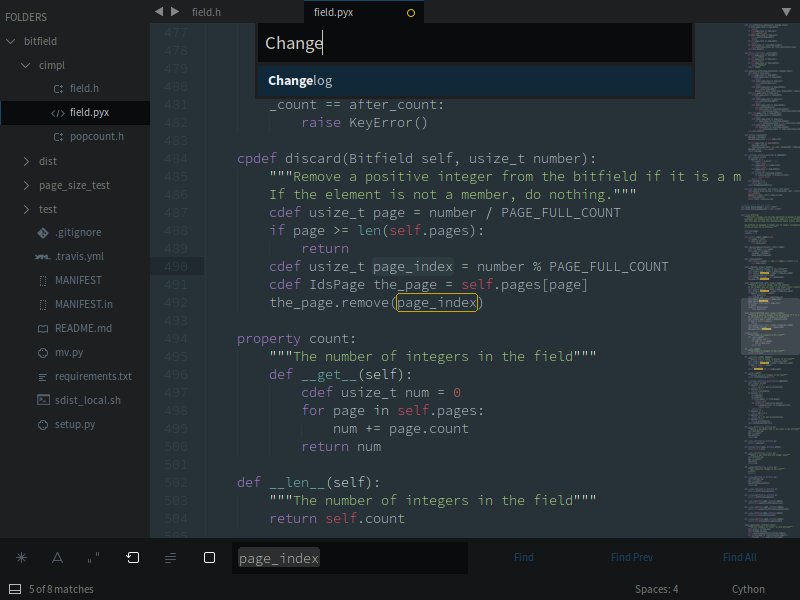 FOLDERS
bitfield
cimpl
field.h
field.pyx
popcount.h
dist
page_size_test
test
.gitignore
.travis.yml
MANIFEST
MANIFEST.in
README.md
mv.py
requirements.txt
sdist_local.sh
setup.py
field.h
field.pyx
Change
Changelog
477
478
479
480
481 _count == after_count:
482 raise KeyError()
483
484 cpdef discard(Bitfield self, usize_t number):
485 """Remove a positive integer from the bitfield if it is a m
486 If the element is not a member, do nothing."""
487 cdef usize_t page = number / PAGE_FULL_COUNT
488 if page >= len(self.pages):
489 return
490 cdef usize_t page_index = number % PAGE_FULL_COUNT
491 cdef IdsPage the_page = self.pages[page]
492 the_page.remove(page_index)
493
494 property count:
495 """The number of integers in the field"""
496 def __get__(self):
497 cdef usize_t num = 0
498 for page in self.pages:
499 num += page.count
500 return num
501
502 def __len__(self):
503 """The number of integers in the field"""
504 return self.count
page_index
Find
Find Prev
Find All
5 of 8 matches
Spaces: 4
Cython